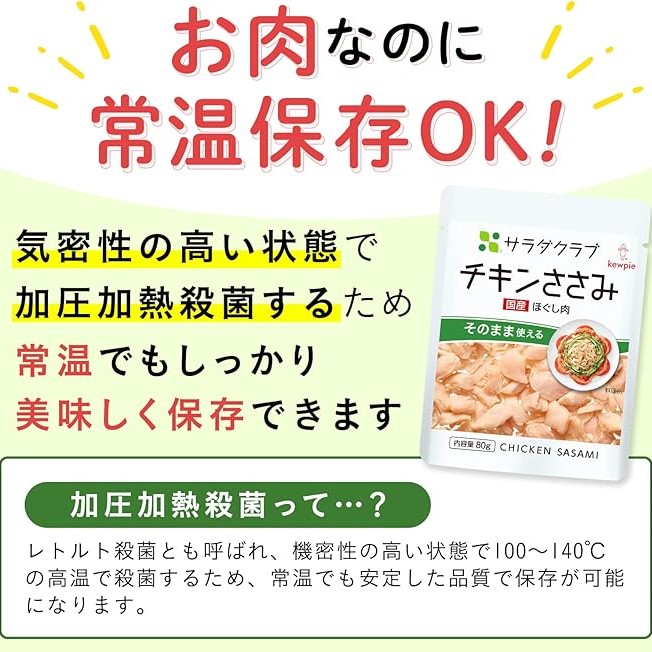 お肉なのに
常温保存OK!
気密性の高い状態で
加圧加熱殺菌するため
常温でもしっかり
美味しく保存できます
サラダクラブ
kewpie
チキンささみ
国産 ほぐし肉
そのまま使える
内容量 80g CHICKEN SASAMI
加圧加熱殺菌って…?
レトルト殺菌とも呼ばれ、機密性の高い状態で100〜140℃
の高温で殺菌するため、常温でも安定した品質で保存が可能
になります。